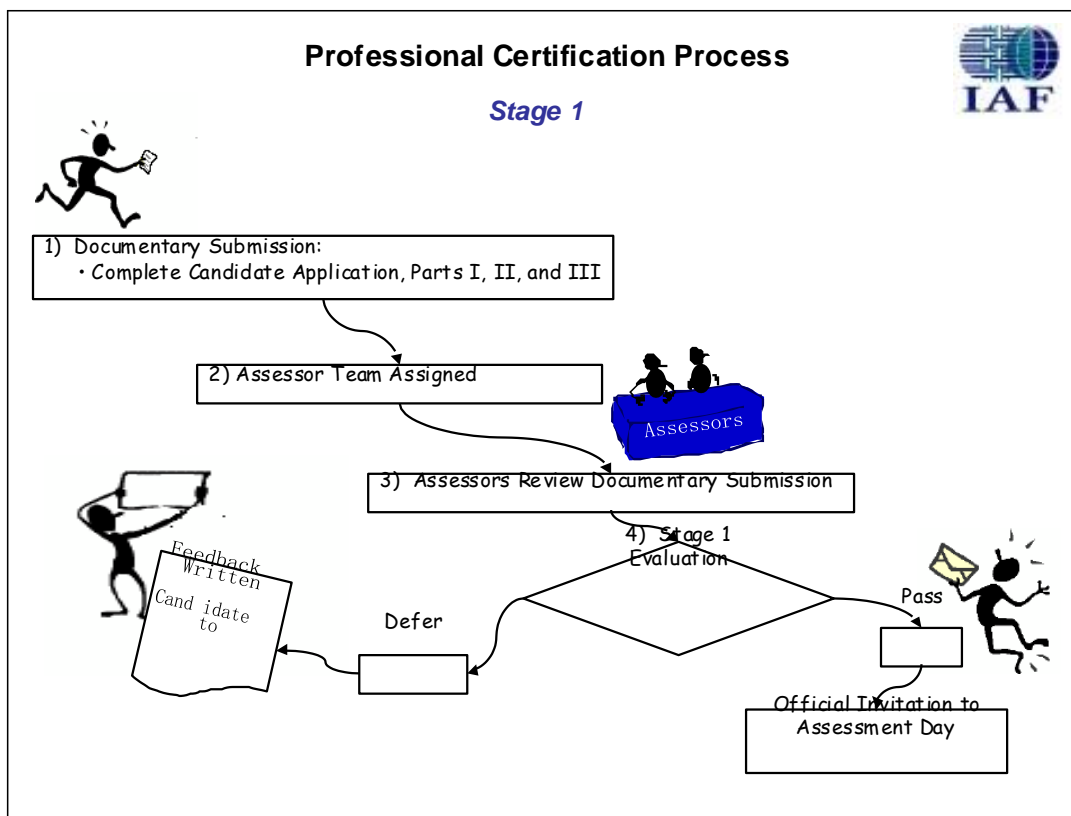 Professional Certification Process
IAF
Stage 1
1) Documentary Submission:
• Complete Candidate Application, Parts I, II, and III
2) Assessor Team Assigned
Assessors
3) Assessors Review Documentary Submission
4) Stage 1
Evaluation
Feedback
Written
Cand idate
to
Defer
Pass
Official Invitation to
Assessment Day